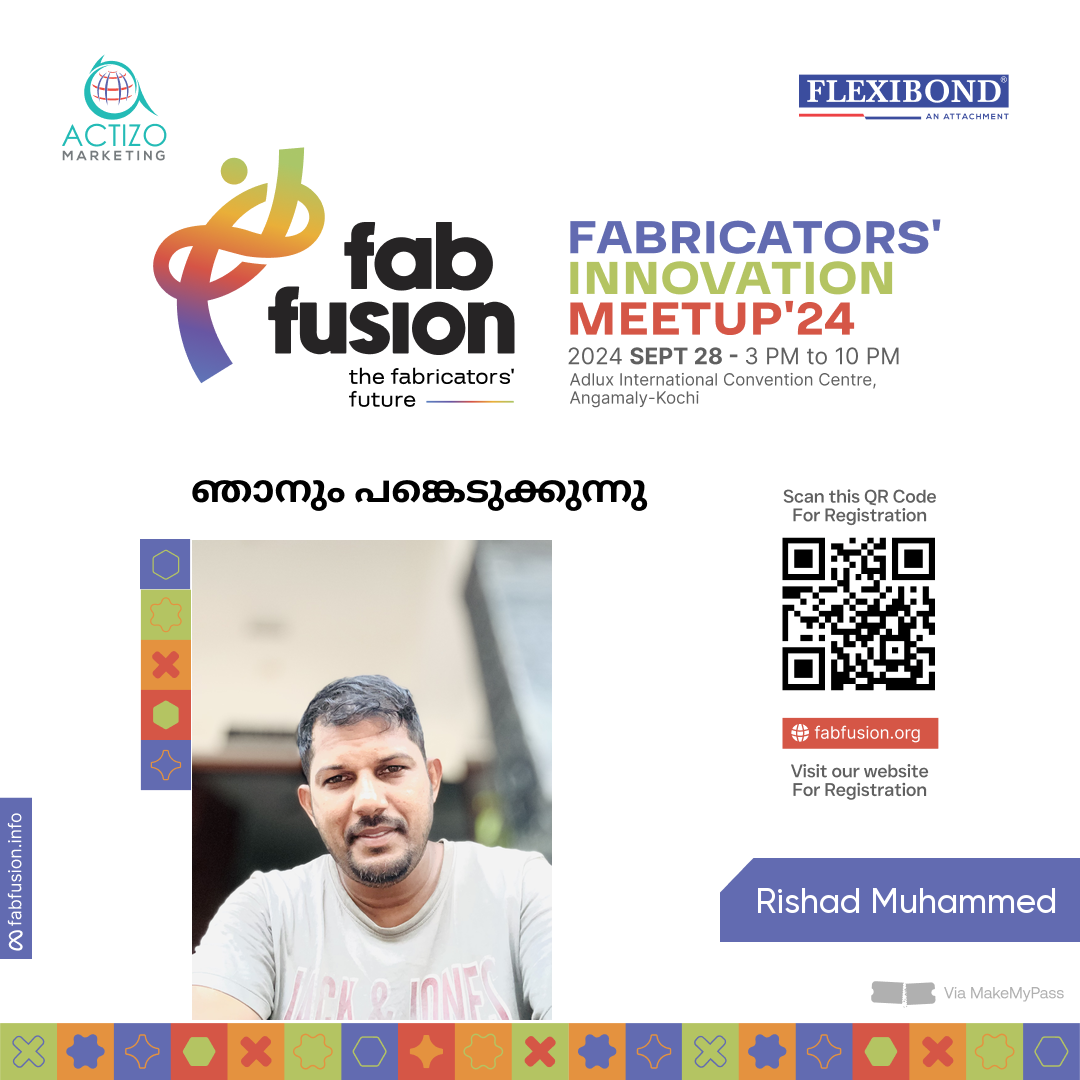 ACTIZO
MARKETING
FLEXIBOND®
AN ATTACHMENT
fab
fusion
the fabricators'
future
FABRICATORS'
INNOVATION
MEETUP'24
2024 SEPT 28 - 3 PM to 10 PM
Adlux International Convention Centre,
Angamaly-Kochi
ഞാനും പങ്കെടുക്കുന്നു
Scan this QR Code
For Registration
fabfusion.org
Visit our website
For Registration
fabfusion.info
JACK & JONES
Rishad Muhammed
Via MakeMyPass